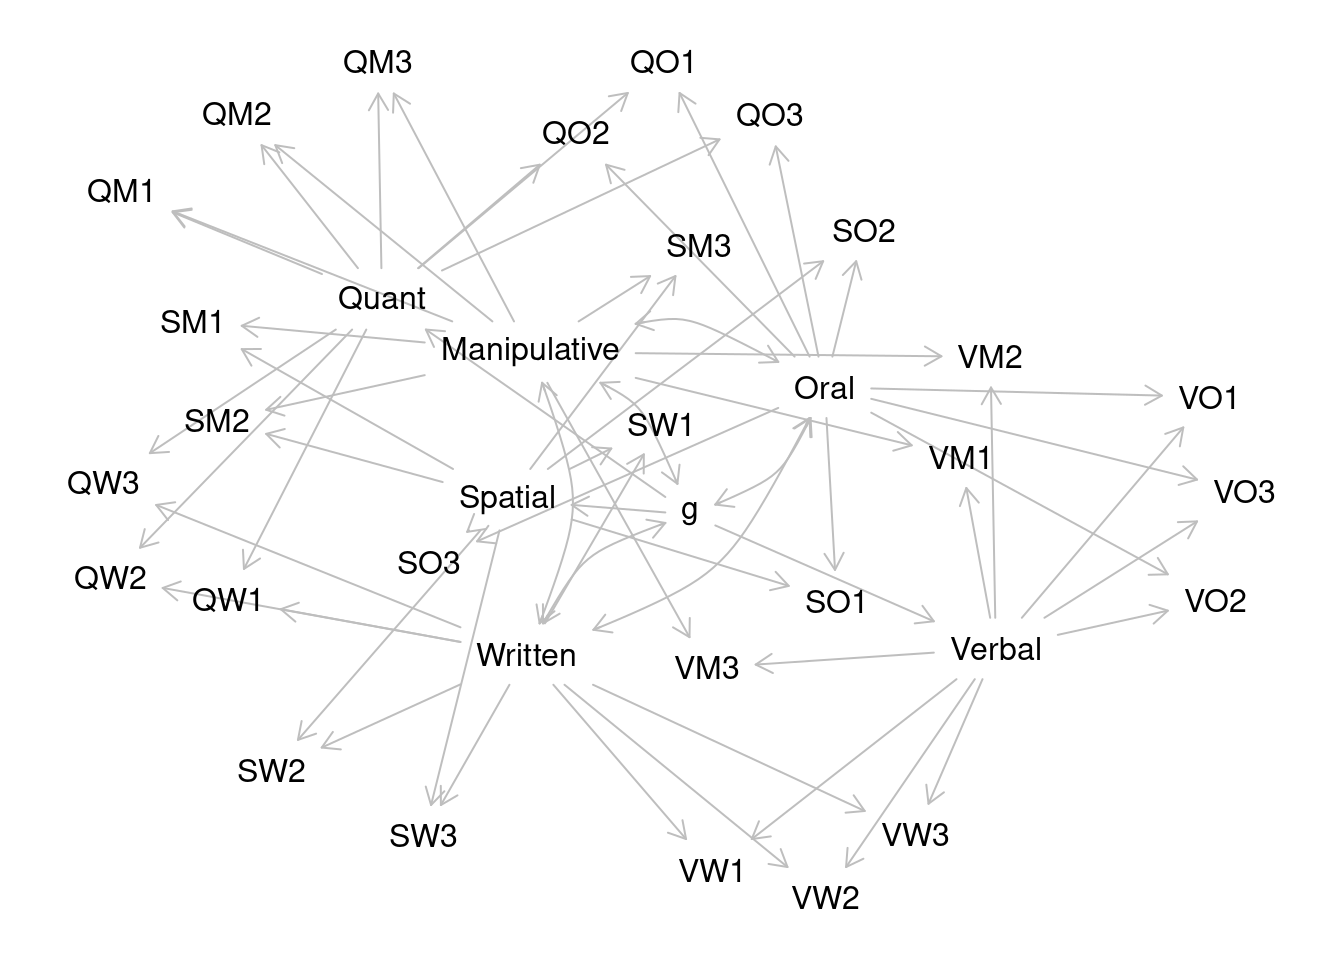 QM3
QO1
QM2
QO3
QO2
QM1
SO2
SM3
Quant
SM1
Manipulative
VM2
Oral
VO1
SM2
SW1
VM1
QW3
VO3
Spatial
g
SO3
QW2
QW1
SO1
VO2
Written
Verbal
VM3
SW2
SW3
VW3
VW1
VW2